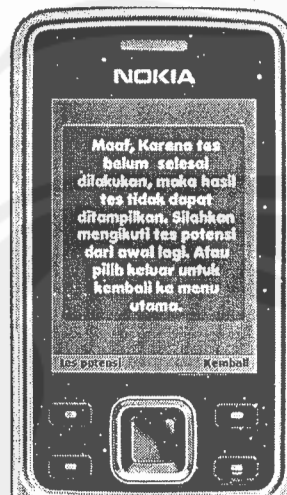 NOKIA
Maaf, Karena tes
belum selesai
dilakukan, maka hasil
tes tidak dapat
ditampilkan. Silahkan
mengikuti tes potensi
dari awal lagi. Atau
pilih keluar untuk
kembali ke menu
utama.
Tes potensi Kembali